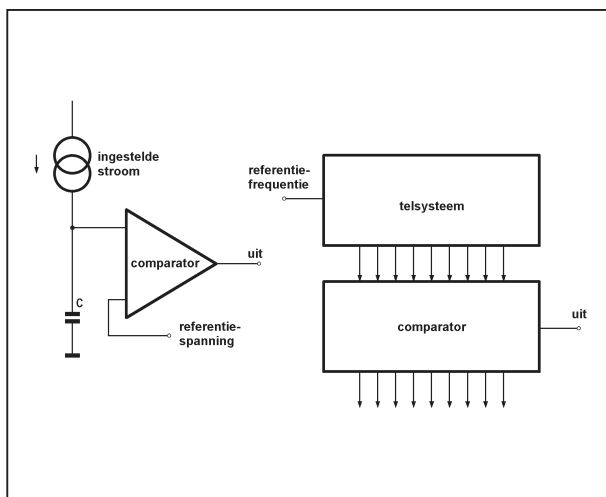 ingestelde
stroom
comparator
uit
C
referentie-
spanning
referentie-
frequentie
telsysteem
comparator
uit